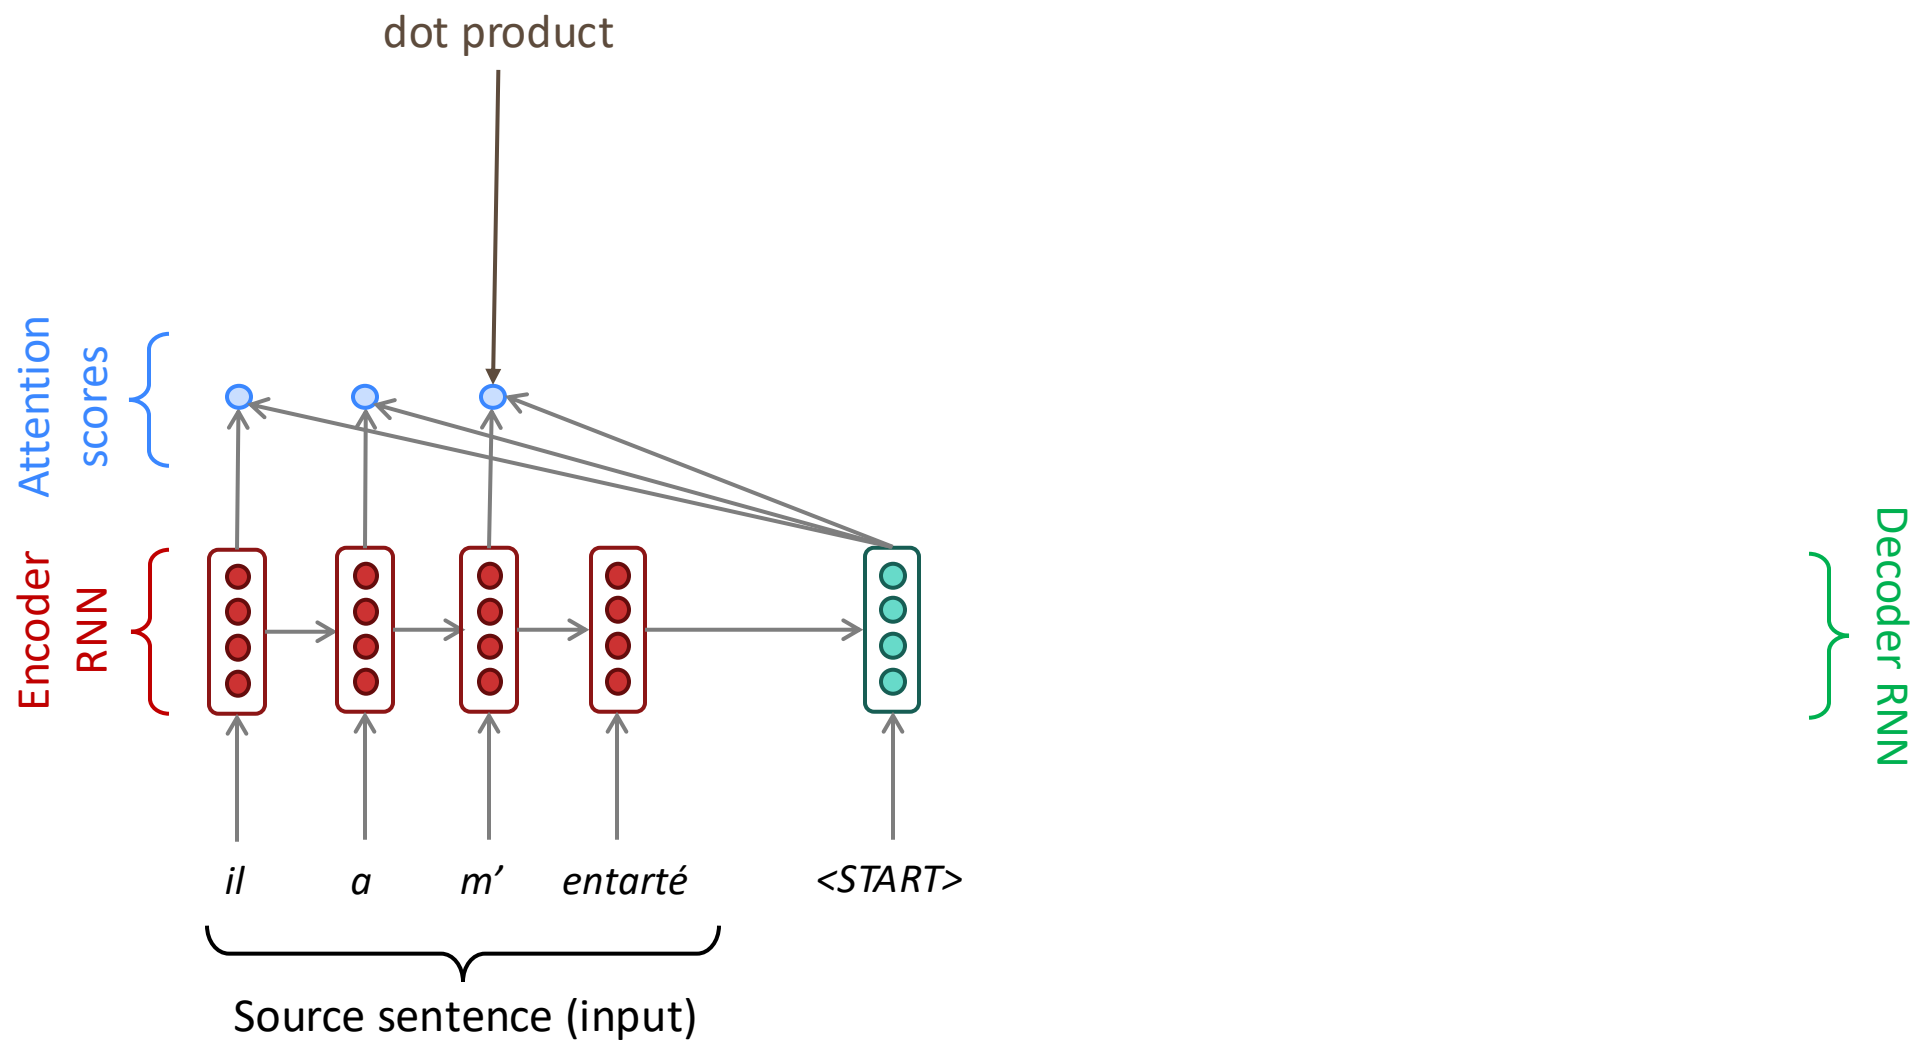 dot product
Attention
scores
Encoder
RNN
Decoder RNN
il a m’ entarté <START>
Source sentence (input)